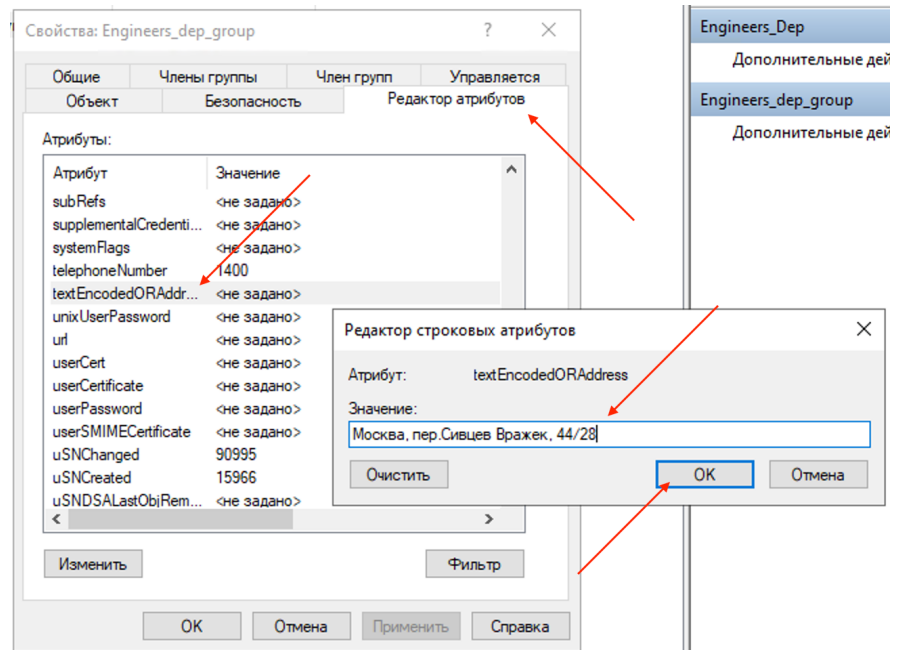 Свойства: Engineers_dep_group
?
Общие
Члены группы
Член групп
Управляется
Объект
Безопасность
Редактор атрибутов
Атрибуты:
Атрибут Значение
subRefs <не задано>
supplementalCredenti... <не задано>
systemFlags <не задано>
telephoneNumber 1400
textEncodedORAddr... <не задано>
unixUserPassword <не задано>
url <не задано>
userCert <не задано>
userCertificate <не задано>
userPassword <не задано>
userSMIMECertificate <не задано>
uSNChanged 90995
uSNCreated 15966
uSNDSALastObjRem... <не задано>
Изменить
Фильтр
OK
Отмена
Применить
Справка
Редактор строковых атрибутов
Атрибут: textEncodedORAddress
Значение:
Москва, пер.Сивцев Вражек, 44/28
Очистить
OK
Отмена
Engineers_Dep
Дополнительные дей
Engineers_dep_group
Дополнительные дей